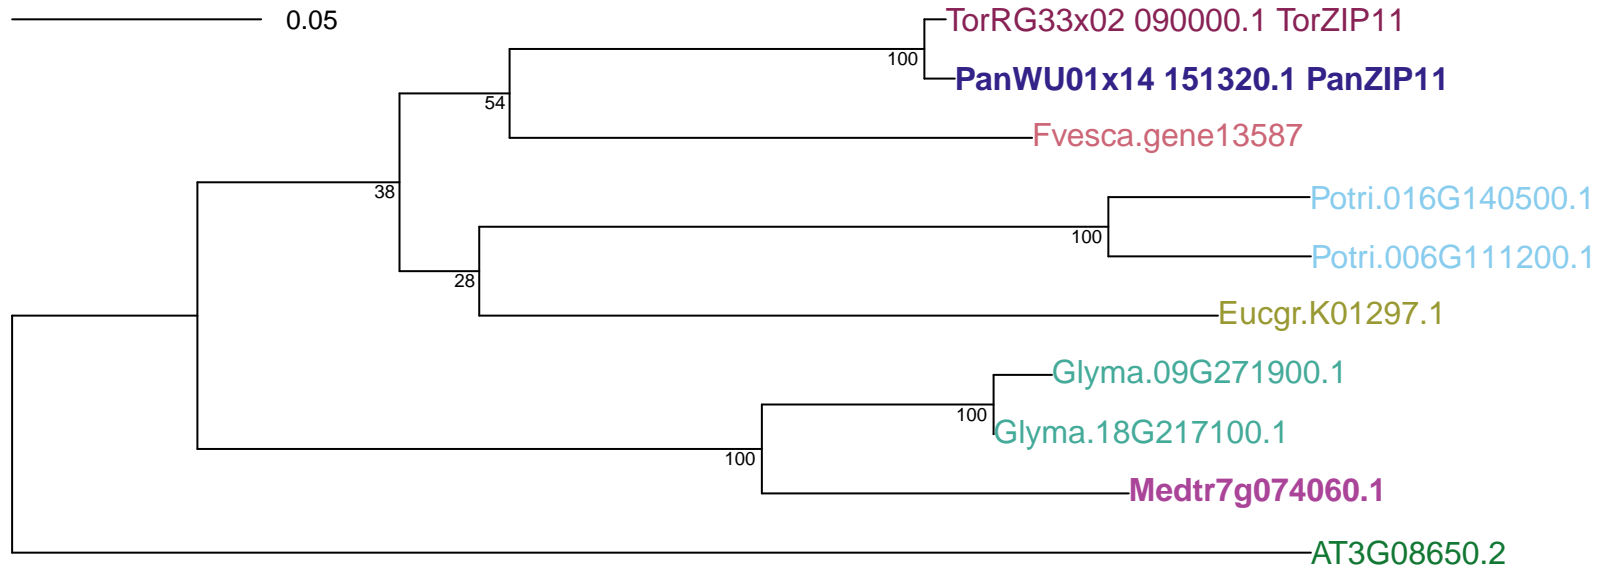 0.05
TorRG33x02 090000.1 TorZIP11
100
PanWU01x14 151320.1 PanZIP11
54
Fvesca.gene13587
38
Potri.016G140500.1
100
Potri.006G111200.1
28
Eucgr.K01297.1
Glyma.09G271900.1
100
Glyma.18G217100.1
100
Medtr7g074060.1
AT3G08650.2